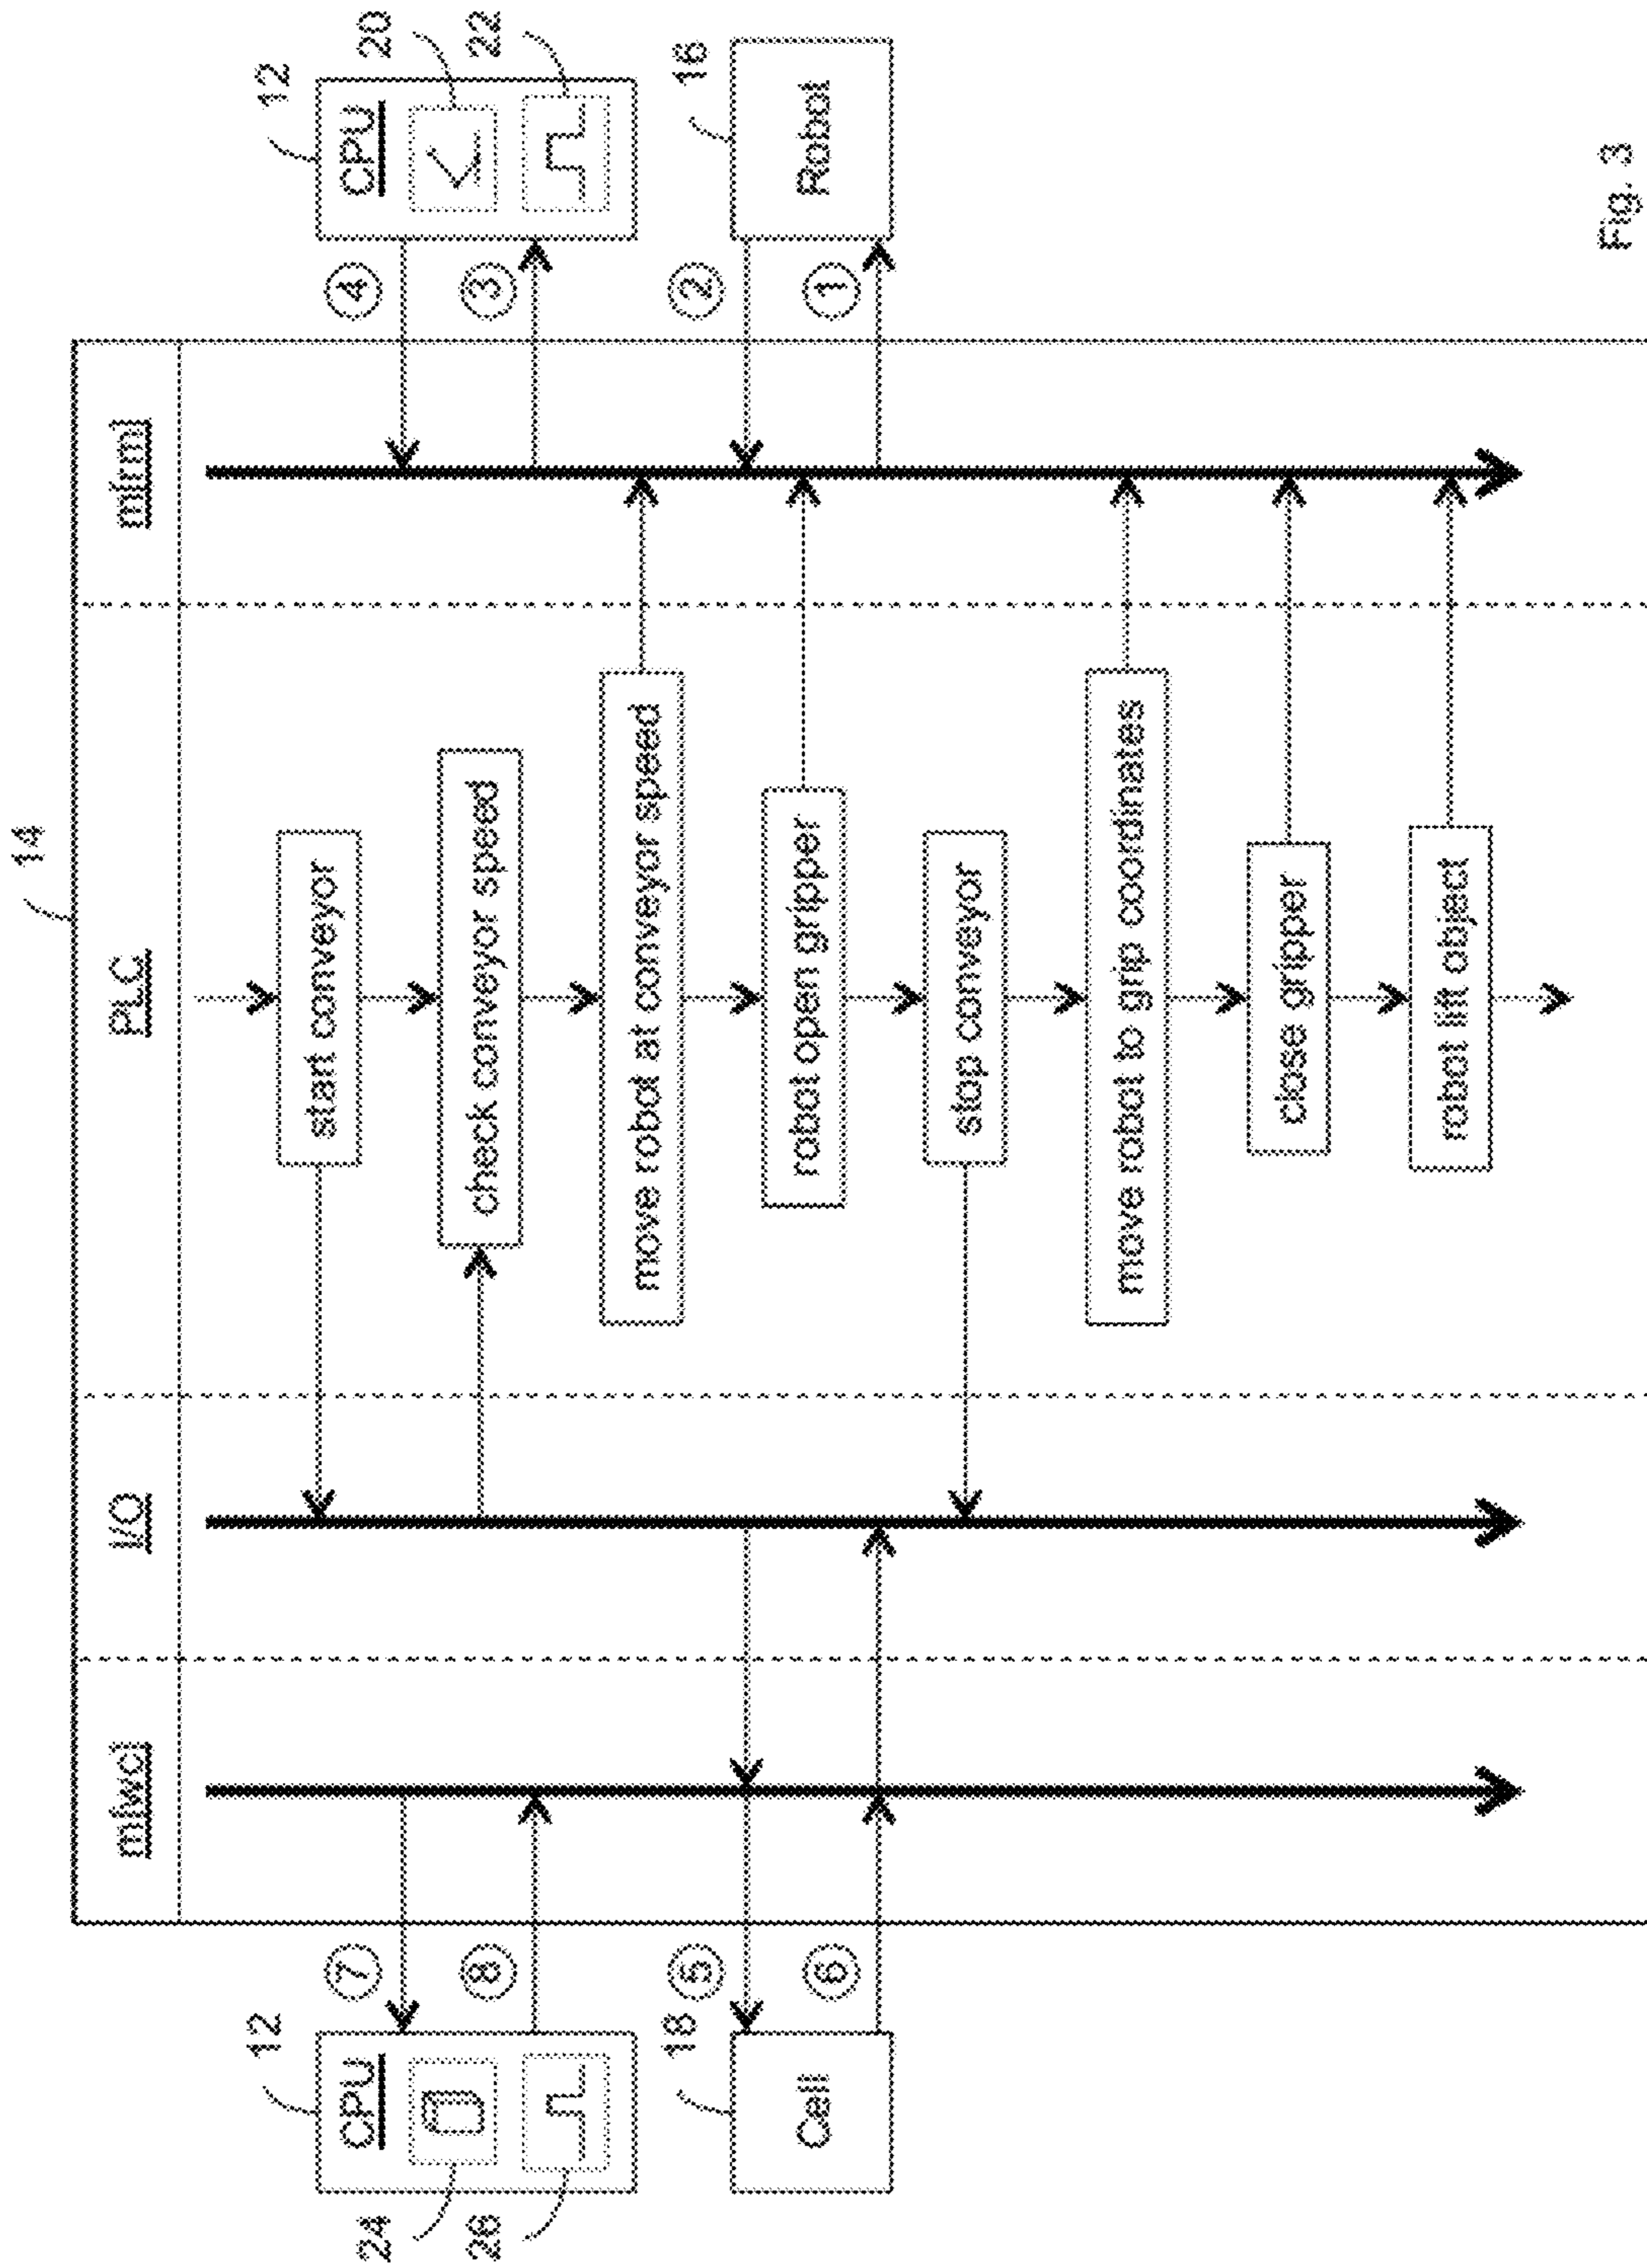 14
mlwcl
I/O
PLC
mlrml
12
CPU
24
26
7
8
18
Cell
5
6
start conveyor
check conveyor speed
move robot at conveyor speed
robot open gripper
stop conveyor
move robot to grip coordinates
close gripper
robot lift object
12
CPU
20
22
4
3
16
Robot
2
1
Fig. 3